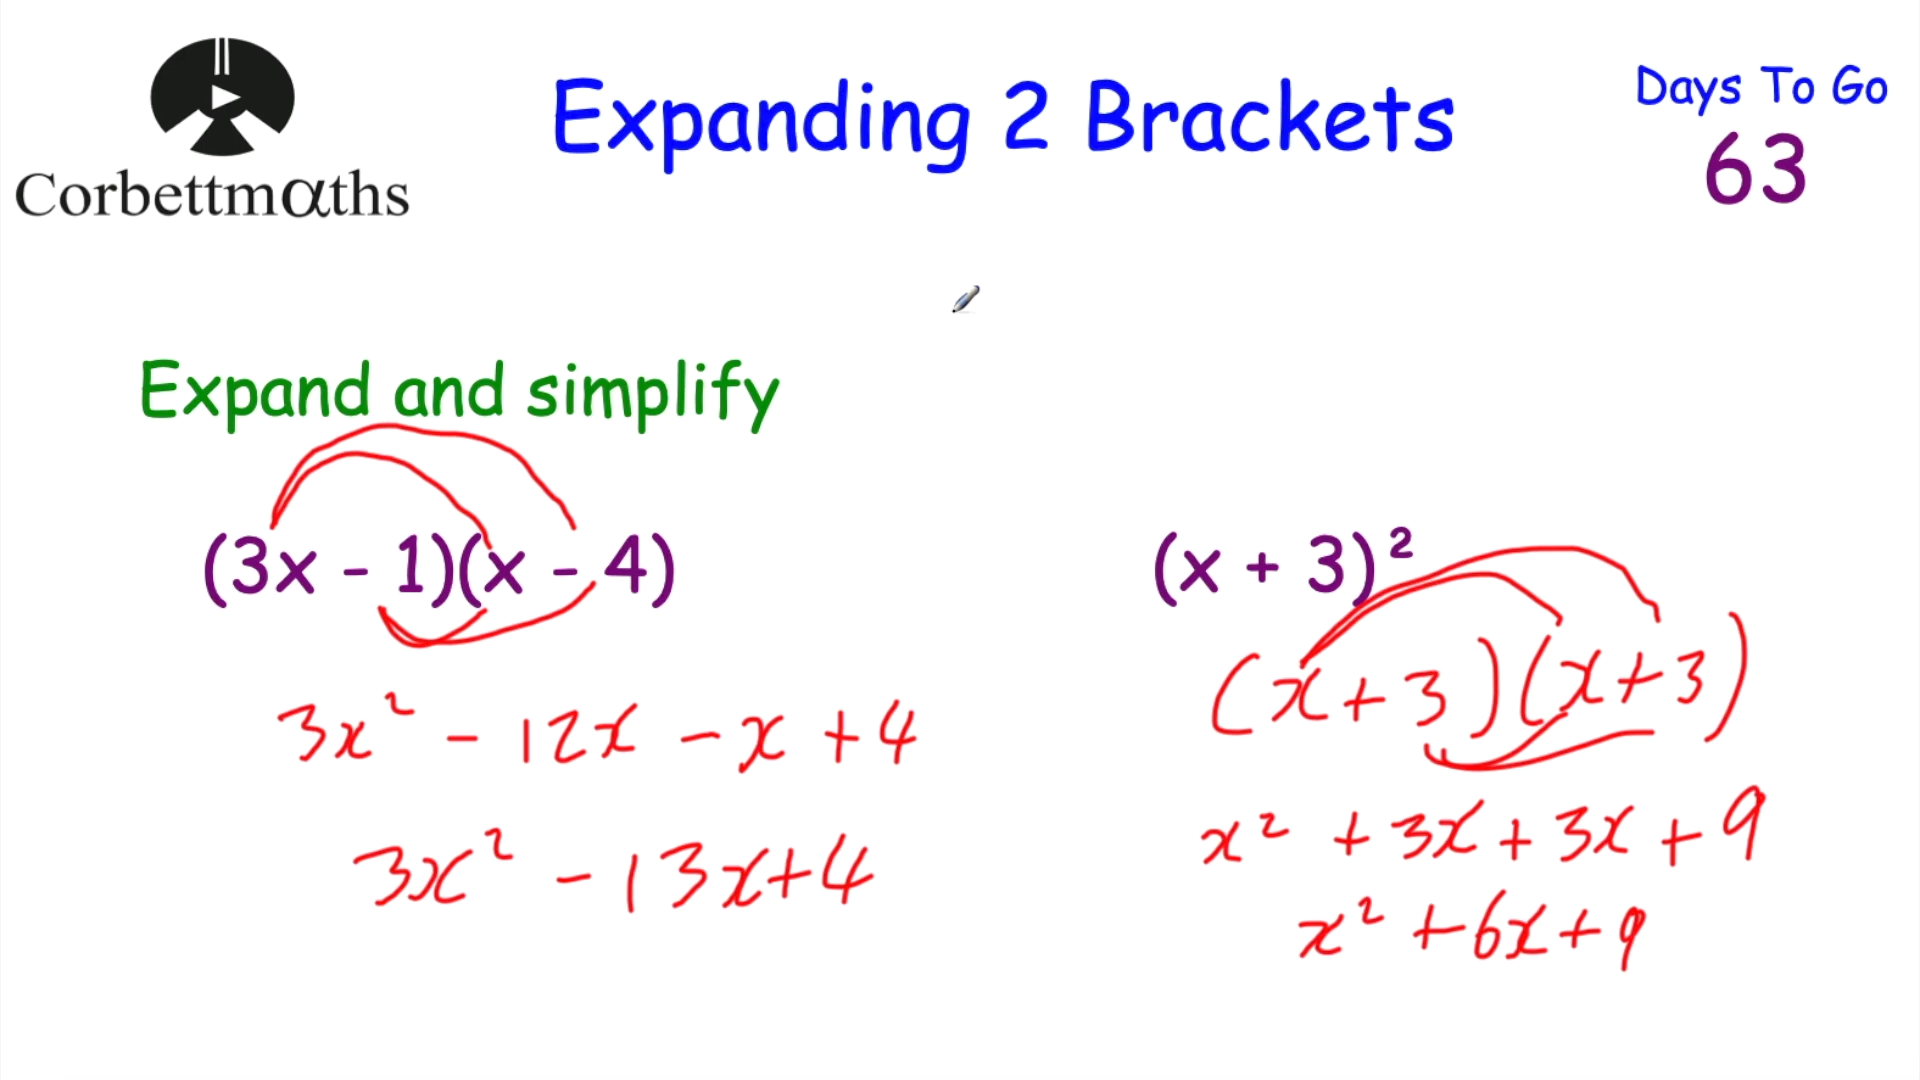 Corbettmαths
Expanding 2 Brackets
Days To Go
63
Expand and simplify
(3x - 1)(x - 4)
3x² - 12x - x + 4
3x² - 13x + 4
(x + 3)²
(x + 3)(x + 3)
x² + 3x + 3x + 9
x² + 6x + 9